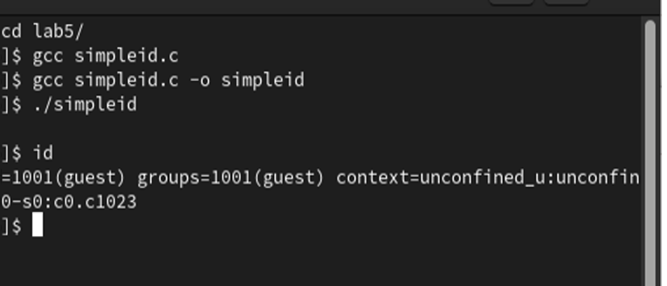 cd lab5/
]$ gcc simpleid.c
]$ gcc simpleid.c -o simpleid
]$ ./simpleid
]$ id
=1001(guest) groups=1001(guest) context=unconfined_u:unconfin
0-s0:c0.c1023
]$